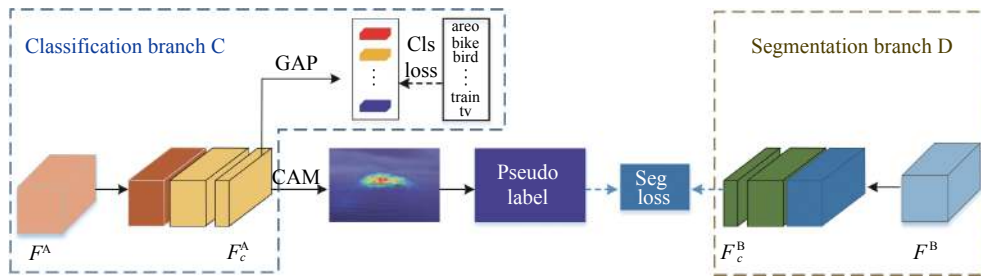 Classification branch C
GAP
Cls
loss
areo
bike
bird
⋮
train
tv
⋮
Segmentation branch D
CAM
Pseudo
label
Seg
loss
F^A
F_c^A
F_c^B
F^B